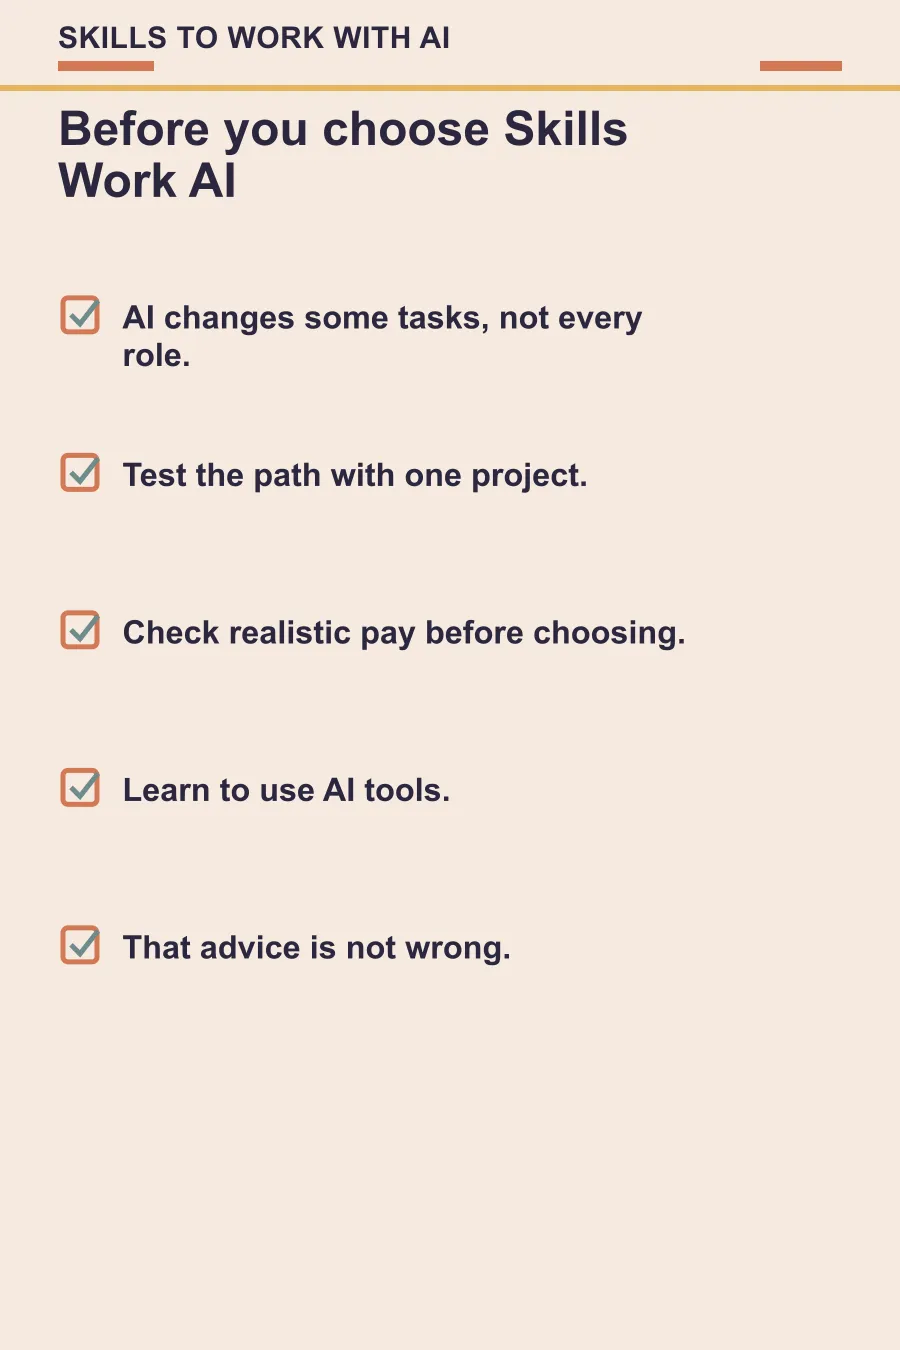 SKILLS TO WORK WITH AI
Before you choose Skills
Work AI
AI changes some tasks, not every
role.
Test the path with one project.
Check realistic pay before choosing.
Learn to use AI tools.
That advice is not wrong.